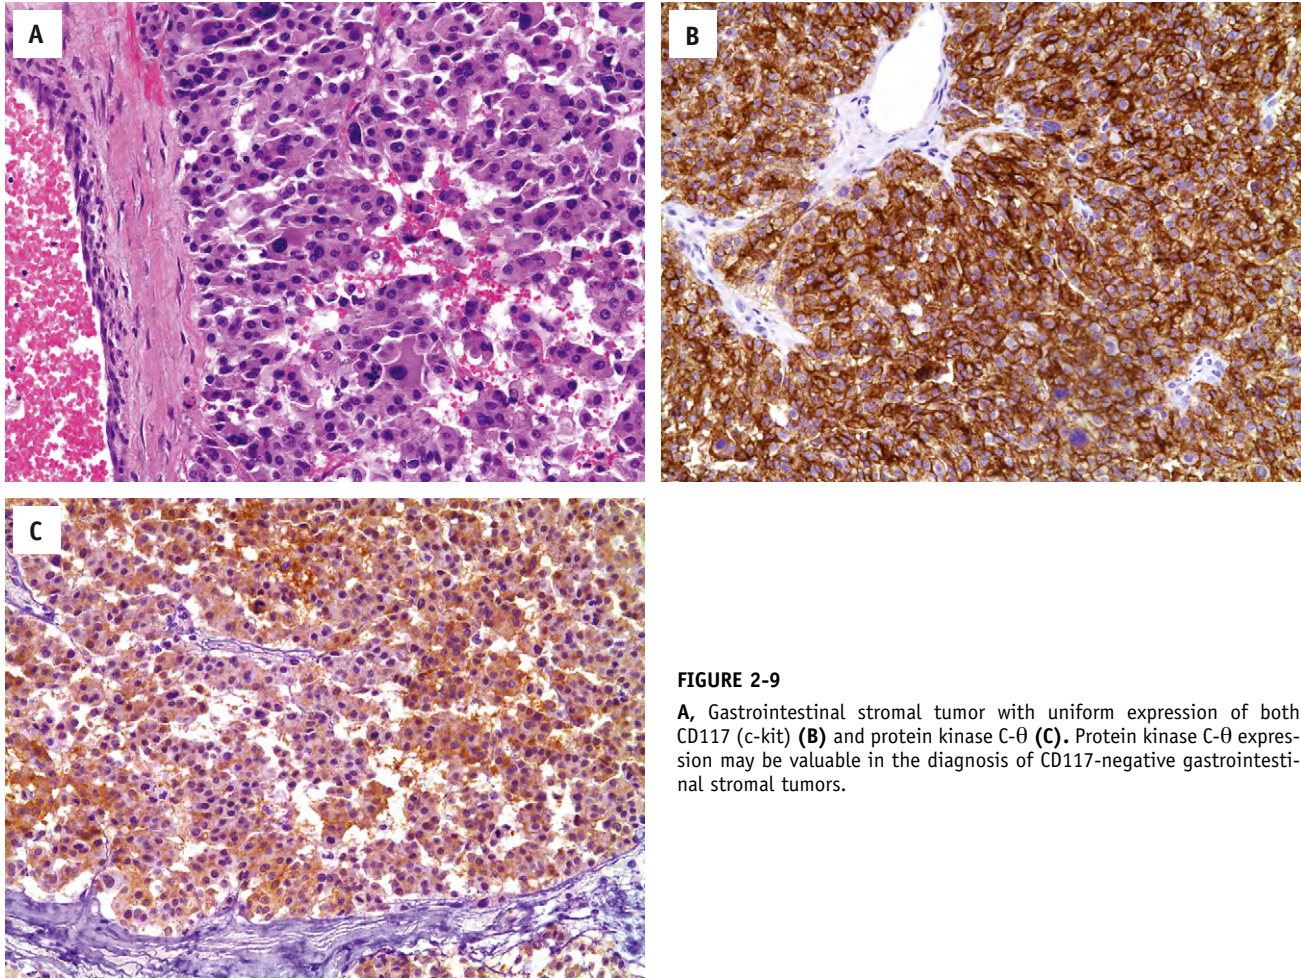 A
B
C
FIGURE 2-9
A, Gastrointestinal stromal tumor with uniform expression of both
CD117 (c-kit) (B) and protein kinase C-θ (C). Protein kinase C-θ expres-
sion may be valuable in the diagnosis of CD117-negative gastrointesti-
nal stromal tumors.